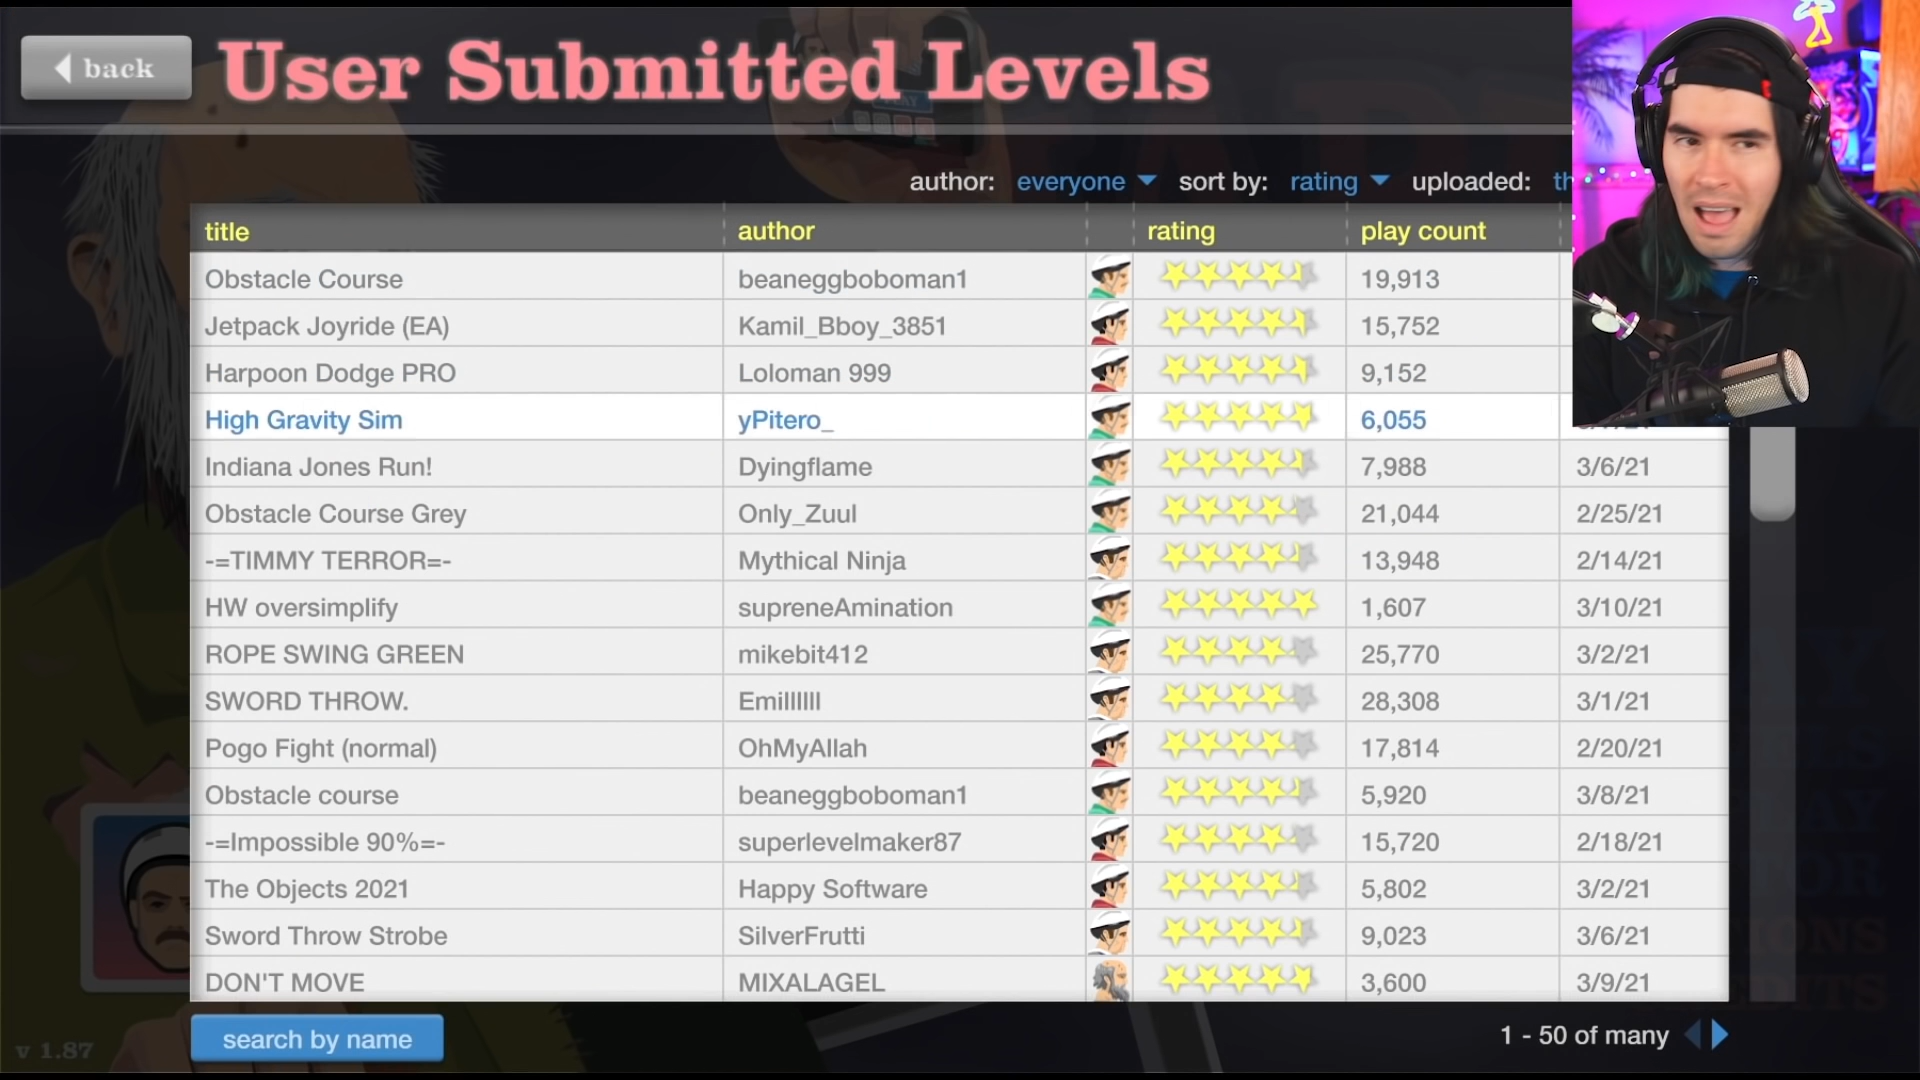 back
User Submitted Levels
author: everyone sort by: rating uploaded: th
title author rating play count
Obstacle Course beaneggboboman1 19,913
Jetpack Joyride (EA) Kamil_Bboy_3851 15,752
Harpoon Dodge PRO Loloman 999 9,152
High Gravity Sim yPitero_ 6,055
Indiana Jones Run! Dyingflame 7,988 3/6/21
Obstacle Course Grey Only_Zuul 21,044 2/25/21
-=TIMMY TERROR=- Mythical Ninja 13,948 2/14/21
HW oversimplify supreneAmination 1,607 3/10/21
ROPE SWING GREEN mikebit412 25,770 3/2/21
SWORD THROW. Emillllll 28,308 3/1/21
Pogo Fight (normal) OhMyAllah 17,814 2/20/21
Obstacle course beaneggboboman1 5,920 3/8/21
-=Impossible 90%=- superlevelmaker87 15,720 2/18/21
The Objects 2021 Happy Software 5,802 3/2/21
Sword Throw Strobe SilverFrutti 9,023 3/6/21
DON'T MOVE MIXALAGEL 3,600 3/9/21
search by name
1 - 50 of many
v 1.87